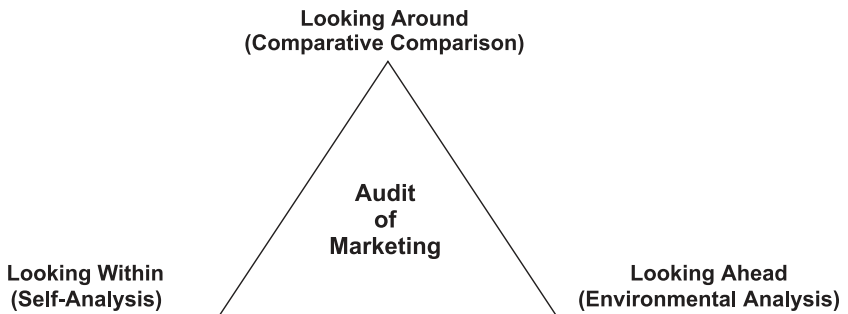 Looking Around
(Comparative Comparison)
Audit
of
Marketing
Looking Within
(Self-Analysis)
Looking Ahead
(Environmental Analysis)